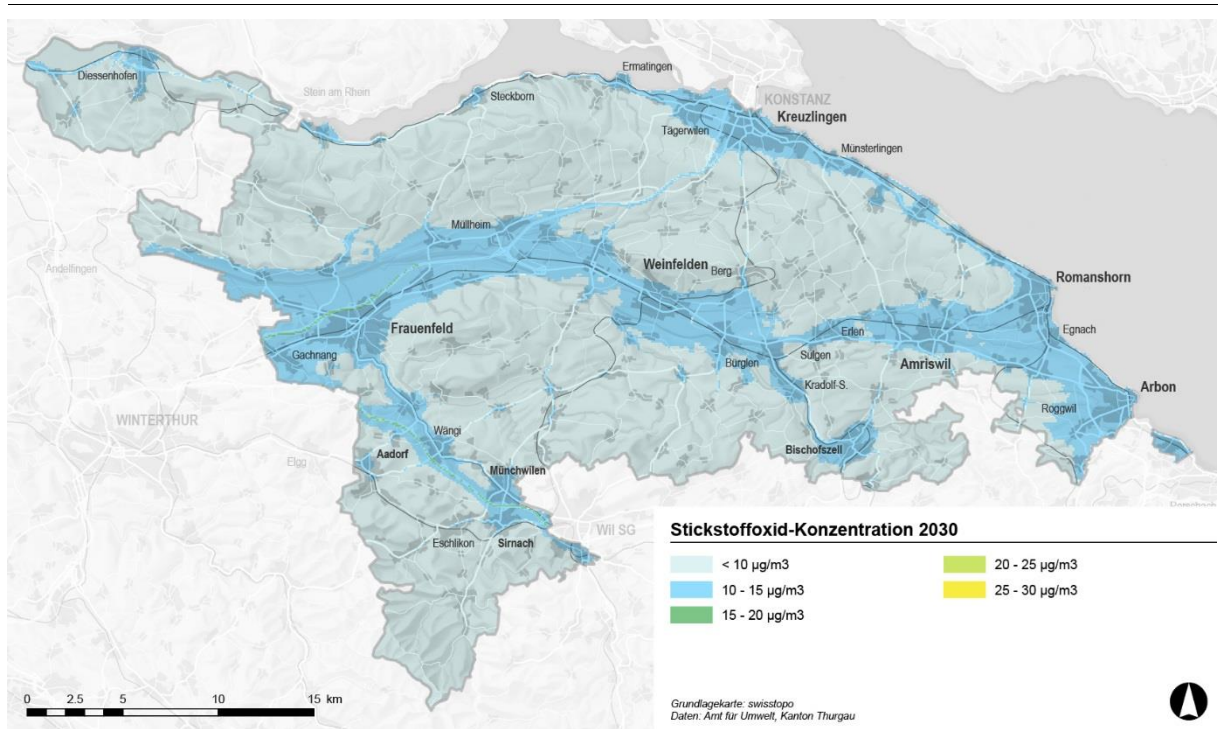 Diessenhofen
Stein am Rhein
Steckborn
Ermatingen
KONSTANZ
Kreuzlingen
Tägerwilen
Münsterlingen
Müllheim
Andelfingen
Weinfelden
Berg
Romanshorn
Frauenfeld
Erlen
Egnach
Gachnang
Bürglen
Sulgen
Amriswil
Kradolf-S.
Arbon
Roggwil
WINTERTHUR
Wängi
Elgg
Aadorf
Bischofszell
Münchwilen
Wil SG
Eschlikon
Sirnach
Stickstoffoxid-Konzentration 2030
< 10 µg/m3
10 - 15 µg/m3
15 - 20 µg/m3
20 - 25 µg/m3
25 - 30 µg/m3
0 2.5 5 10 15 km
Grundlagekarte: swisstopo
Daten: Amt für Umwelt, Kanton Thurgau